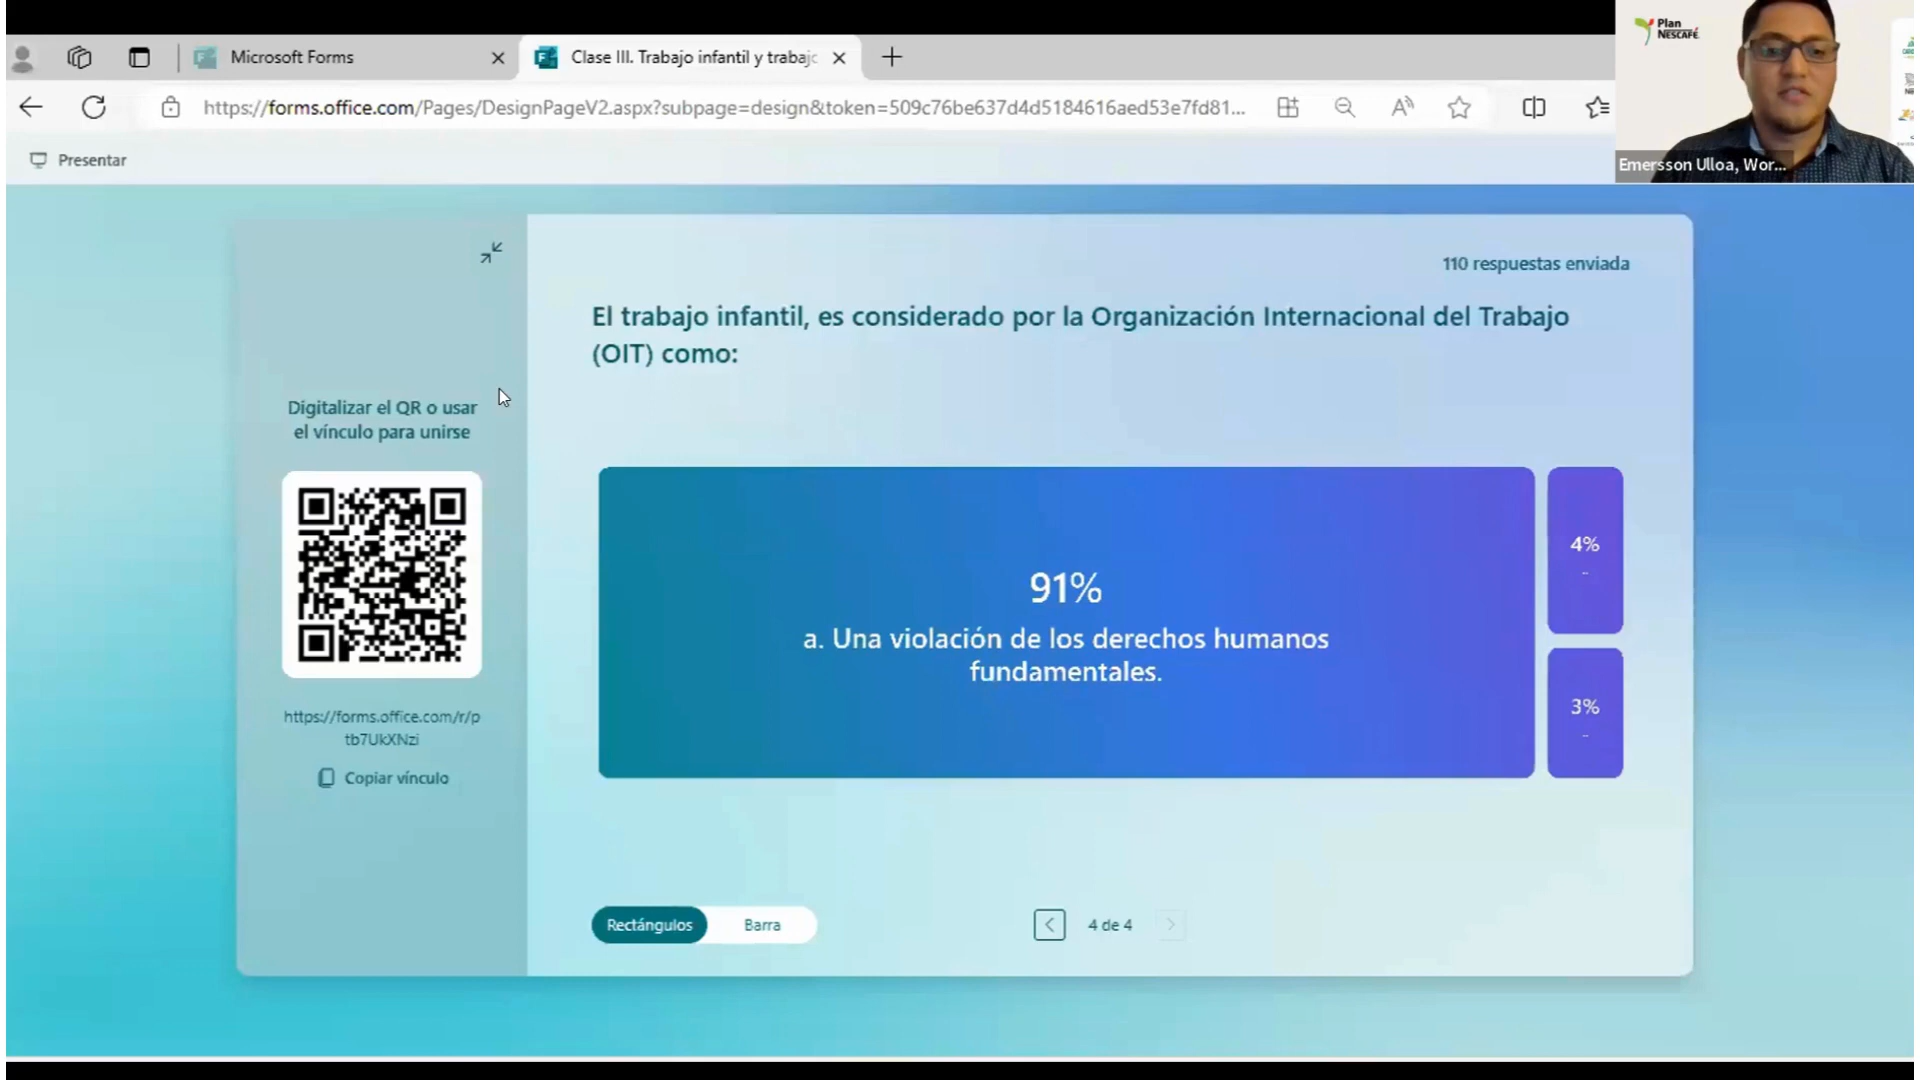 Microsoft Forms
Clase III. Trabajo infantil y trabajo
https://forms.office.com/Pages/DesignPageV2.aspx?subpage=design&token=509c76be637d4d5184616aed53e7fd81...
Plan
NESCAFÉ
Emersson Ulloa, Wor...
Presentar
110 respuestas enviada
El trabajo infantil, es considerado por la Organización Internacional del Trabajo
(OIT) como:
Digitalizar el QR o usar
el vínculo para unirse
https://forms.office.com/r/p
tb7UkXNzi
Copiar vínculo
91%
a. Una violación de los derechos humanos
fundamentales.
4%
3%
Rectángulos
Barra
4 de 4